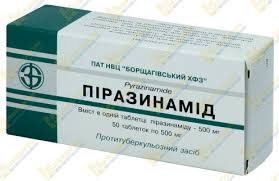 ПАТ НВЦ "БОРЩАГІВСЬКИЙ ХФЗ"
Pyrazinamide
ПІРАЗИНАМІД
Вміст в одній таблетці піразинаміду - 500 мг
50 таблеток по 500 мг
Протитуберкульозний засіб